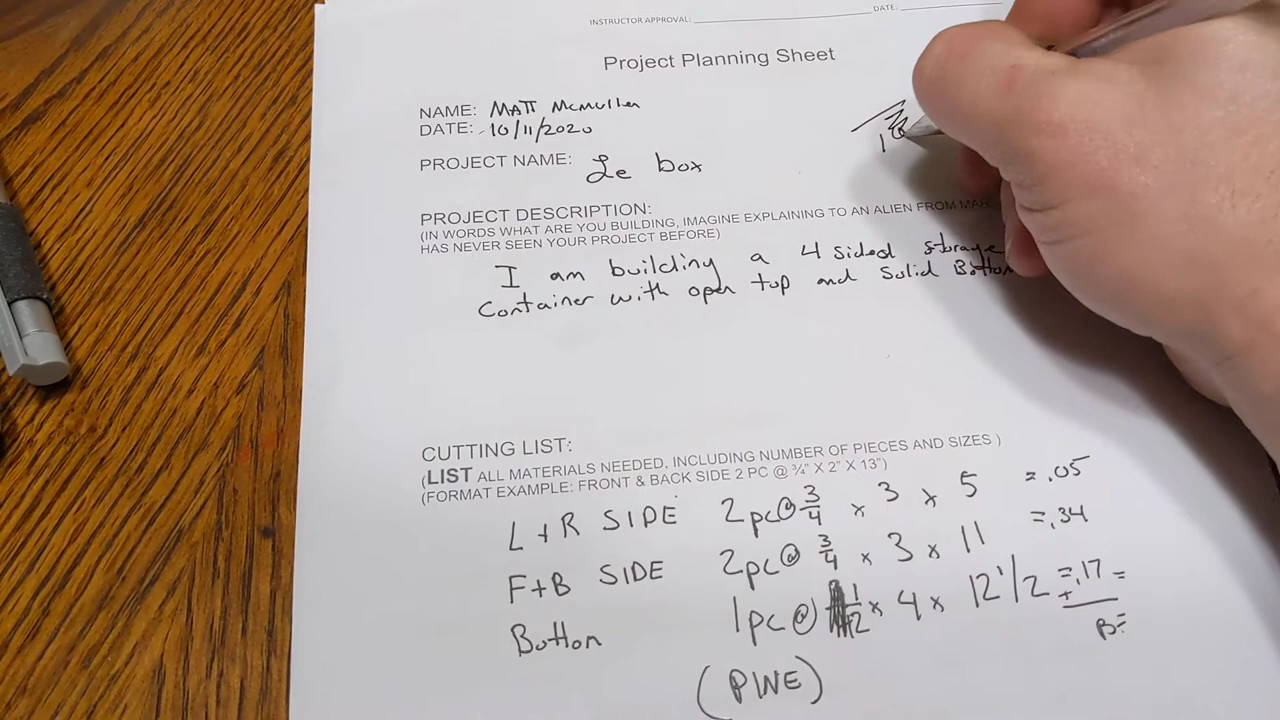 INSTRUCTOR APPROVAL: DATE:
Project Planning Sheet
NAME: MATT McMullen
DATE: 10/11/2020
PROJECT NAME: Le box
PROJECT DESCRIPTION:
(IN WORDS WHAT ARE YOU BUILDING, IMAGINE EXPLAINING TO AN ALIEN FROM
HAS NEVER SEEN YOUR PROJECT BEFORE)
I am building a 4 sided storage
Container with open top and Solid Button
CUTTING LIST:
(LIST ALL MATERIALS NEEDED, INCLUDING NUMBER OF PIECES AND SIZES )
(FORMAT EXAMPLE: FRONT & BACK SIDE 2 PC @ ¾" X 2" X 13")
L+R SIDE 2pc@ 3/4 x 3 x 5 = .05
F+B SIDE 2pc@ 3/4 x 3 x 11 = .34
Button 1pc@ 1/2 x 4 x 12 1/2 = .17 =
+
B=
(PINE)